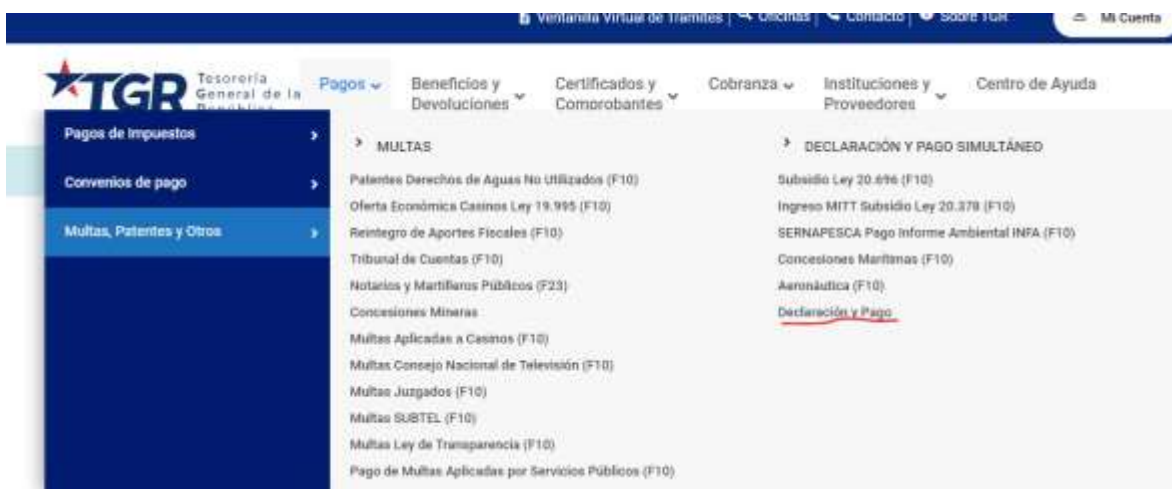 Ventanilla Virtual de Trámites | Oficinas | Contacto | Sobre TGR Mi Cuenta
TGR
Tesorería
General de la
República
Pagos
Beneficios y
Devoluciones
Certificados y
Comprobantes
Cobranza
Instituciones y
Proveedores
Centro de Ayuda
Pagos de Impuestos
Convenios de pago
Multas, Patentes y Otros
MULTAS
Patentes Derechos de Aguas No Utilizados (F10)
Oferta Económica Casinos Ley 19.995 (F10)
Reintegro de Aportes Fiscales (F10)
Tribunal de Cuentas (F10)
Notarios y Martilleros Públicos (F23)
Concesiones Mineras
Multas Aplicadas a Casinos (F10)
Multas Consejo Nacional de Televisión (F10)
Multas Juzgados (F10)
Multas SUBTEL (F10)
Multas Ley de Transparencia (F10)
Pago de Multas Aplicadas por Servicios Públicos (F10)
DECLARACIÓN Y PAGO SIMULTÁNEO
Subsidio Ley 20.696 (F10)
Ingreso MITT Subsidio Ley 20.378 (F10)
SERNAPESCA Pago Informe Ambiental INFA (F10)
Concesiones Marítimas (F10)
Aeronáutica (F10)
Declaración y Pago